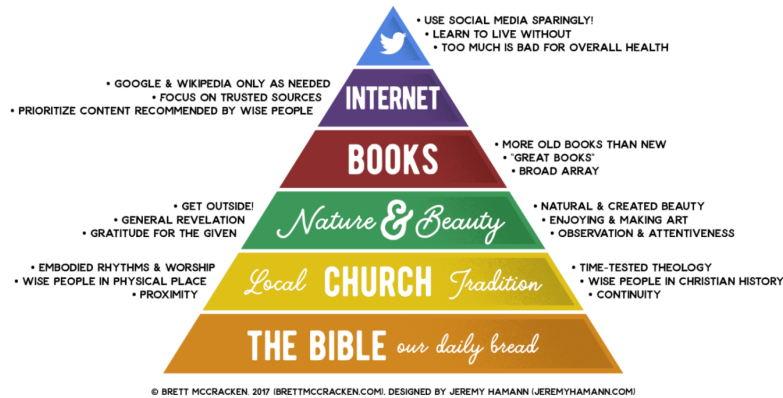 • USE SOCIAL MEDIA SPARINGLY!
• LEARN TO LIVE WITHOUT
• TOO MUCH IS BAD FOR OVERALL HEALTH
• GOOGLE & WIKIPEDIA ONLY AS NEEDED
• FOCUS ON TRUSTED SOURCES
• PRIORITIZE CONTENT RECOMMENDED BY WISE PEOPLE
INTERNET
BOOKS
• MORE OLD BOOKS THAN NEW
• "GREAT BOOKS"
• BROAD ARRAY
• GET OUTSIDE!
• GENERAL REVELATION
• GRATITUDE FOR THE GIVEN
Nature & Beauty
• NATURAL & CREATED BEAUTY
• ENJOYING & MAKING ART
• OBSERVATION & ATTENTIVENESS
• EMBODIED RHYTHMS & WORSHIP
• WISE PEOPLE IN PHYSICAL PLACE
• PROXIMITY
Local CHURCH Tradition
• TIME-TESTED THEOLOGY
• WISE PEOPLE IN CHRISTIAN HISTORY
• CONTINUITY
THE BIBLE our daily bread
© BRETT MCCRACKEN, 2017 (BRETTMCCRACKEN.COM), DESIGNED BY JEREMY HAMANN (JEREMYHAMANN.COM)